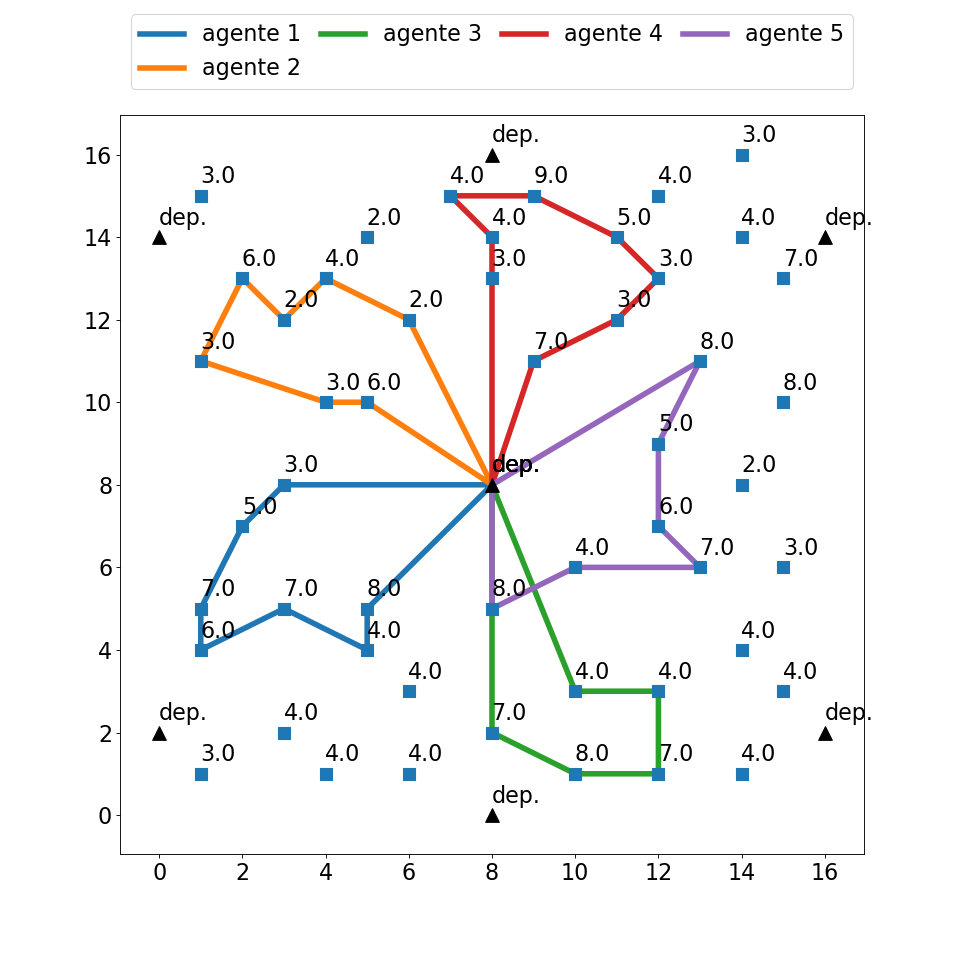 agente 1 agente 3 agente 4 agente 5
agente 2
dep. 3.0
3.0 4.0 9.0 4.0
dep. 2.0 4.0 5.0 4.0 dep.
6.0 4.0 3.0 3.0 7.0
2.0 2.0 3.0
3.0 7.0 8.0
3.0 6.0 8.0
5.0
3.0 dep. 2.0
5.0 6.0
7.0 7.0 8.0 8.0 4.0 7.0 3.0
6.0 4.0 4.0
4.0 4.0 4.0 4.0
dep. 4.0 7.0 dep.
3.0 4.0 4.0 8.0 7.0 4.0
dep.
16
14
12
10
8
6
4
2
0
0 2 4 6 8 10 12 14 16